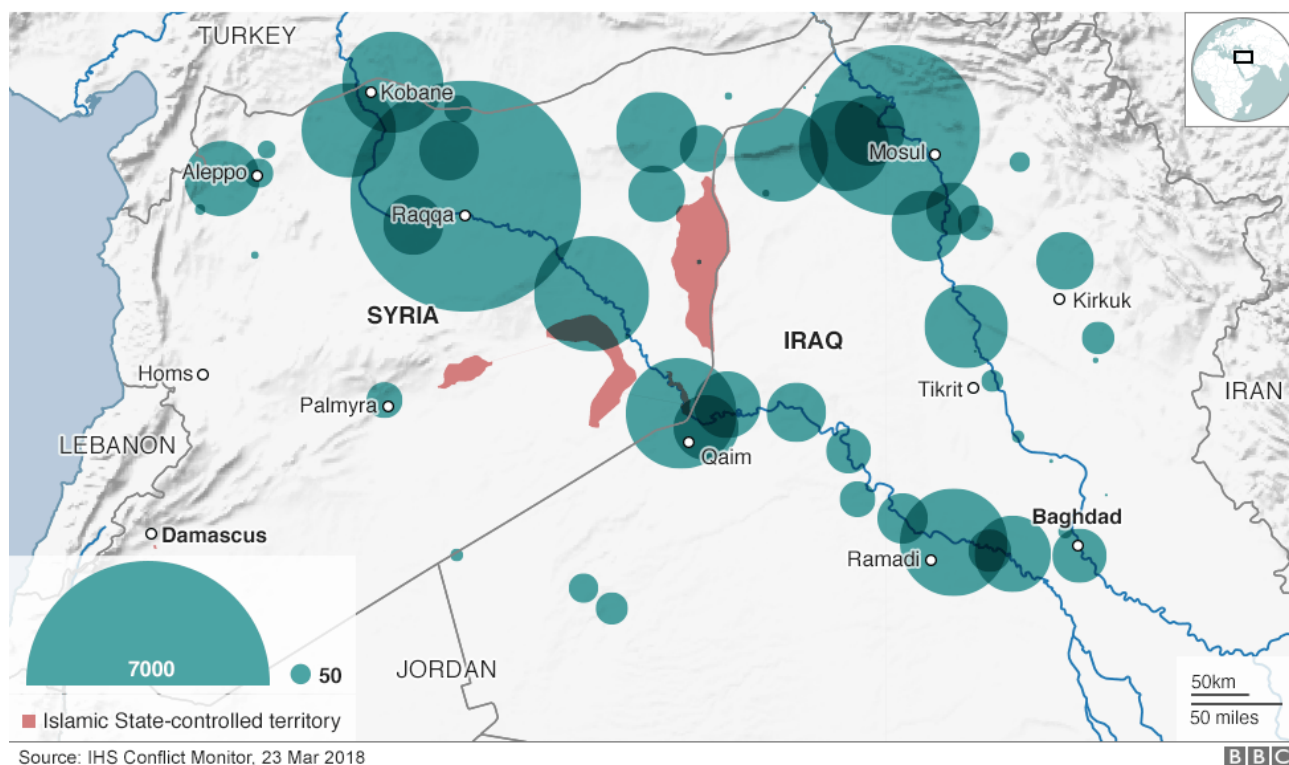 TURKEY
Kobane
Mosul
Aleppo
Raqqa
Kirkuk
SYRIA
IRAQ
Homs
Tikrit
IRAN
Palmyra
LEBANON
Qaim
Baghdad
Damascus
Ramadi
JORDAN
7000
50
Islamic State-controlled territory
50km
50 miles
Source: IHS Conflict Monitor, 23 Mar 2018
BBC